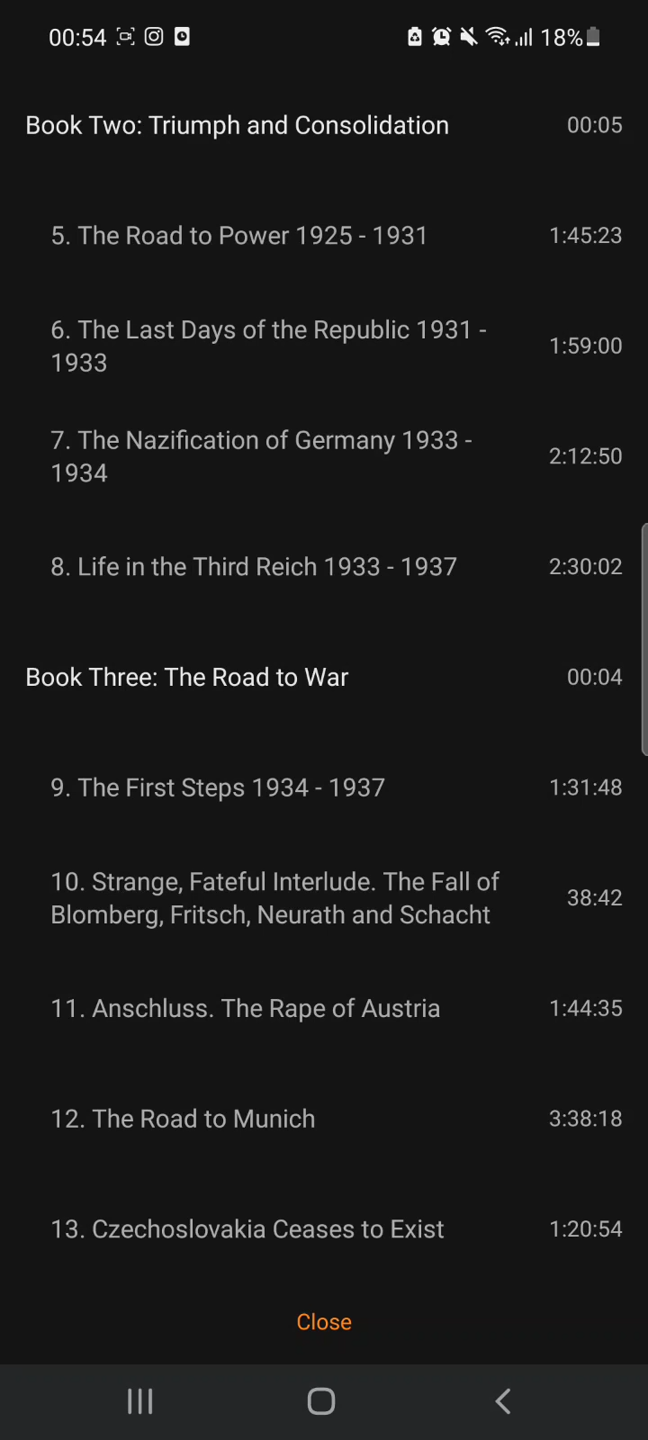 00:54 18%
Book Two: Triumph and Consolidation 00:05
5. The Road to Power 1925 - 1931 1:45:23
6. The Last Days of the Republic 1931 -
1933 1:59:00
7. The Nazification of Germany 1933 -
1934 2:12:50
8. Life in the Third Reich 1933 - 1937 2:30:02
Book Three: The Road to War 00:04
9. The First Steps 1934 - 1937 1:31:48
10. Strange, Fateful Interlude. The Fall of
Blomberg, Fritsch, Neurath and Schacht 38:42
11. Anschluss. The Rape of Austria 1:44:35
12. The Road to Munich 3:38:18
13. Czechoslovakia Ceases to Exist 1:20:54
Close